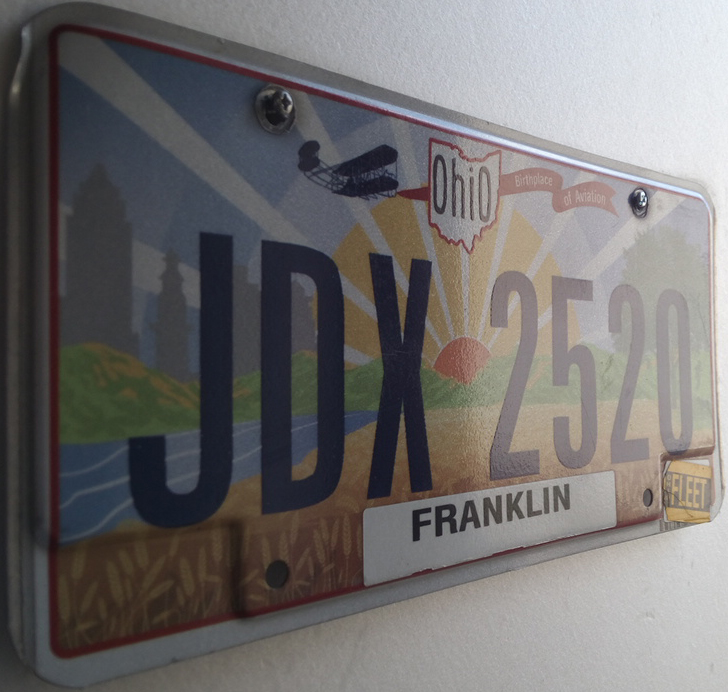 Ohio
Birthplace
of Aviation
JDX 2520
FRANKLIN
FLEET